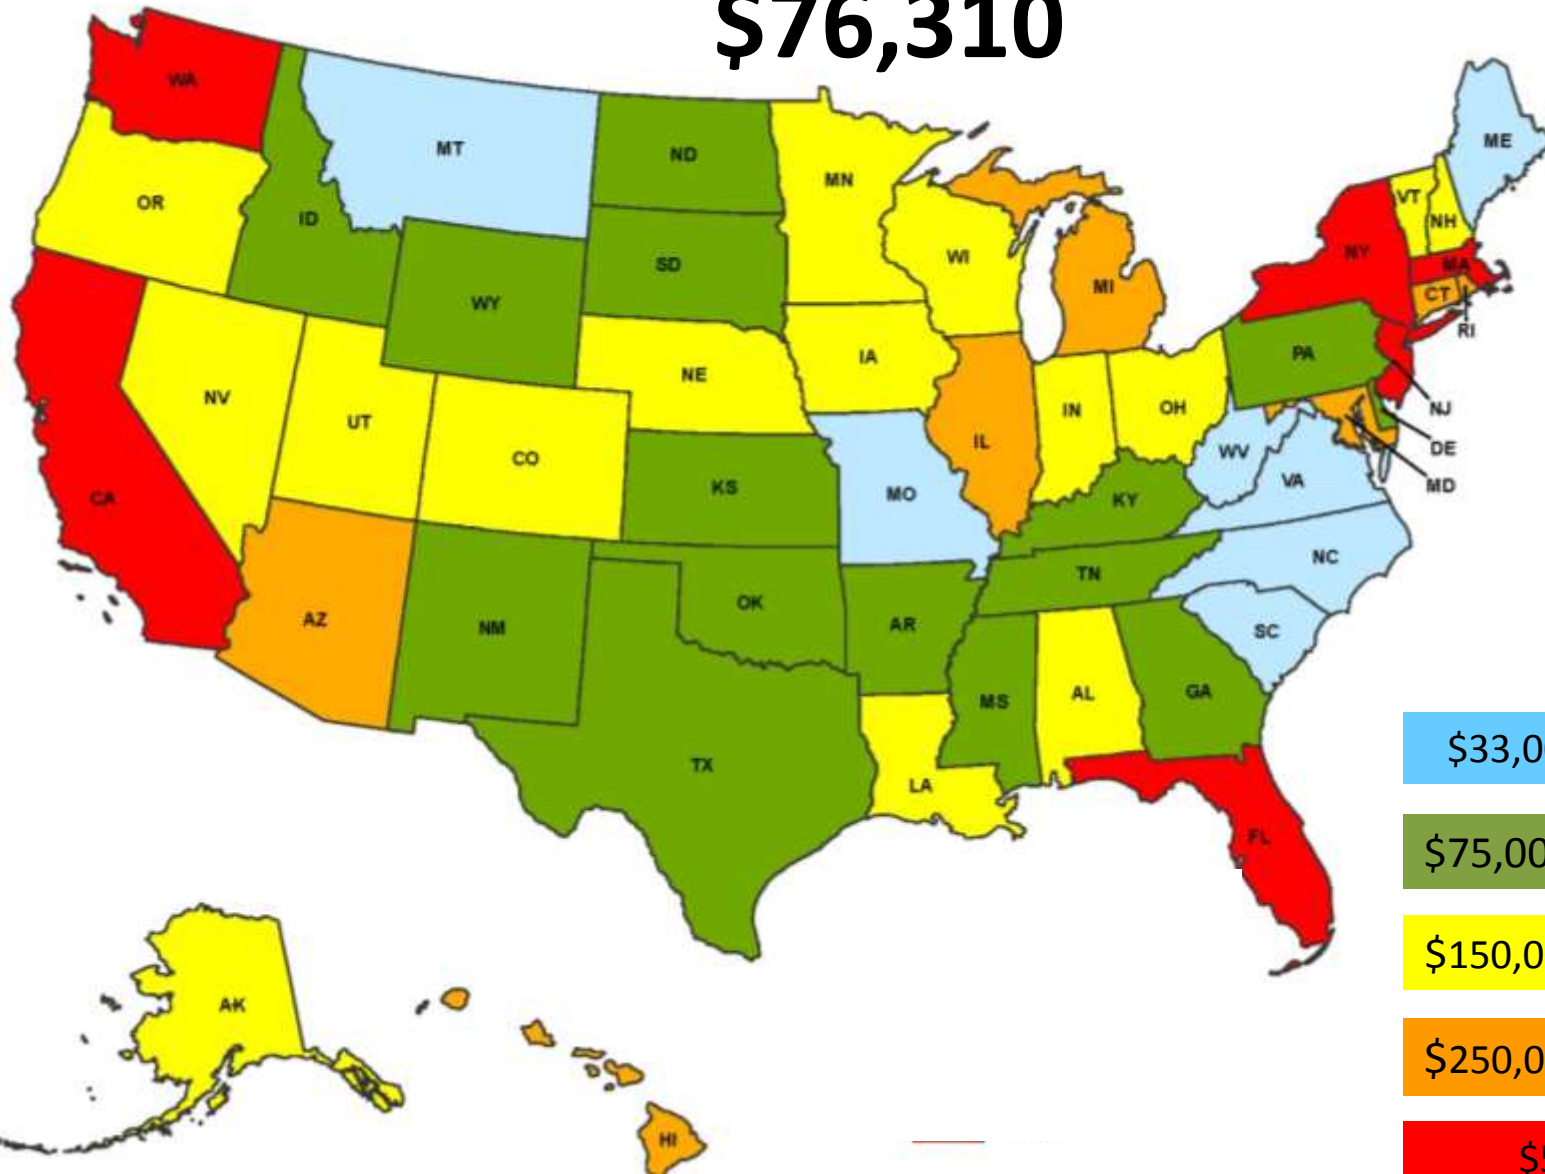 $76,310
WA
MT
ND
MN
ME
OR
ID
VT
NH
SD
WI
NY
MA
WY
MI
CT
RI
IA
PA
NE
NV
UT
IN
OH
NJ
IL
DE
CO
WV
MD
KS
MO
VA
CA
KY
NC
TN
OK
AZ
NM
AR
SC
MS
AL
GA
TX
LA
FL
AK
HI
$33,0
$75,00
$150,0
$250,0